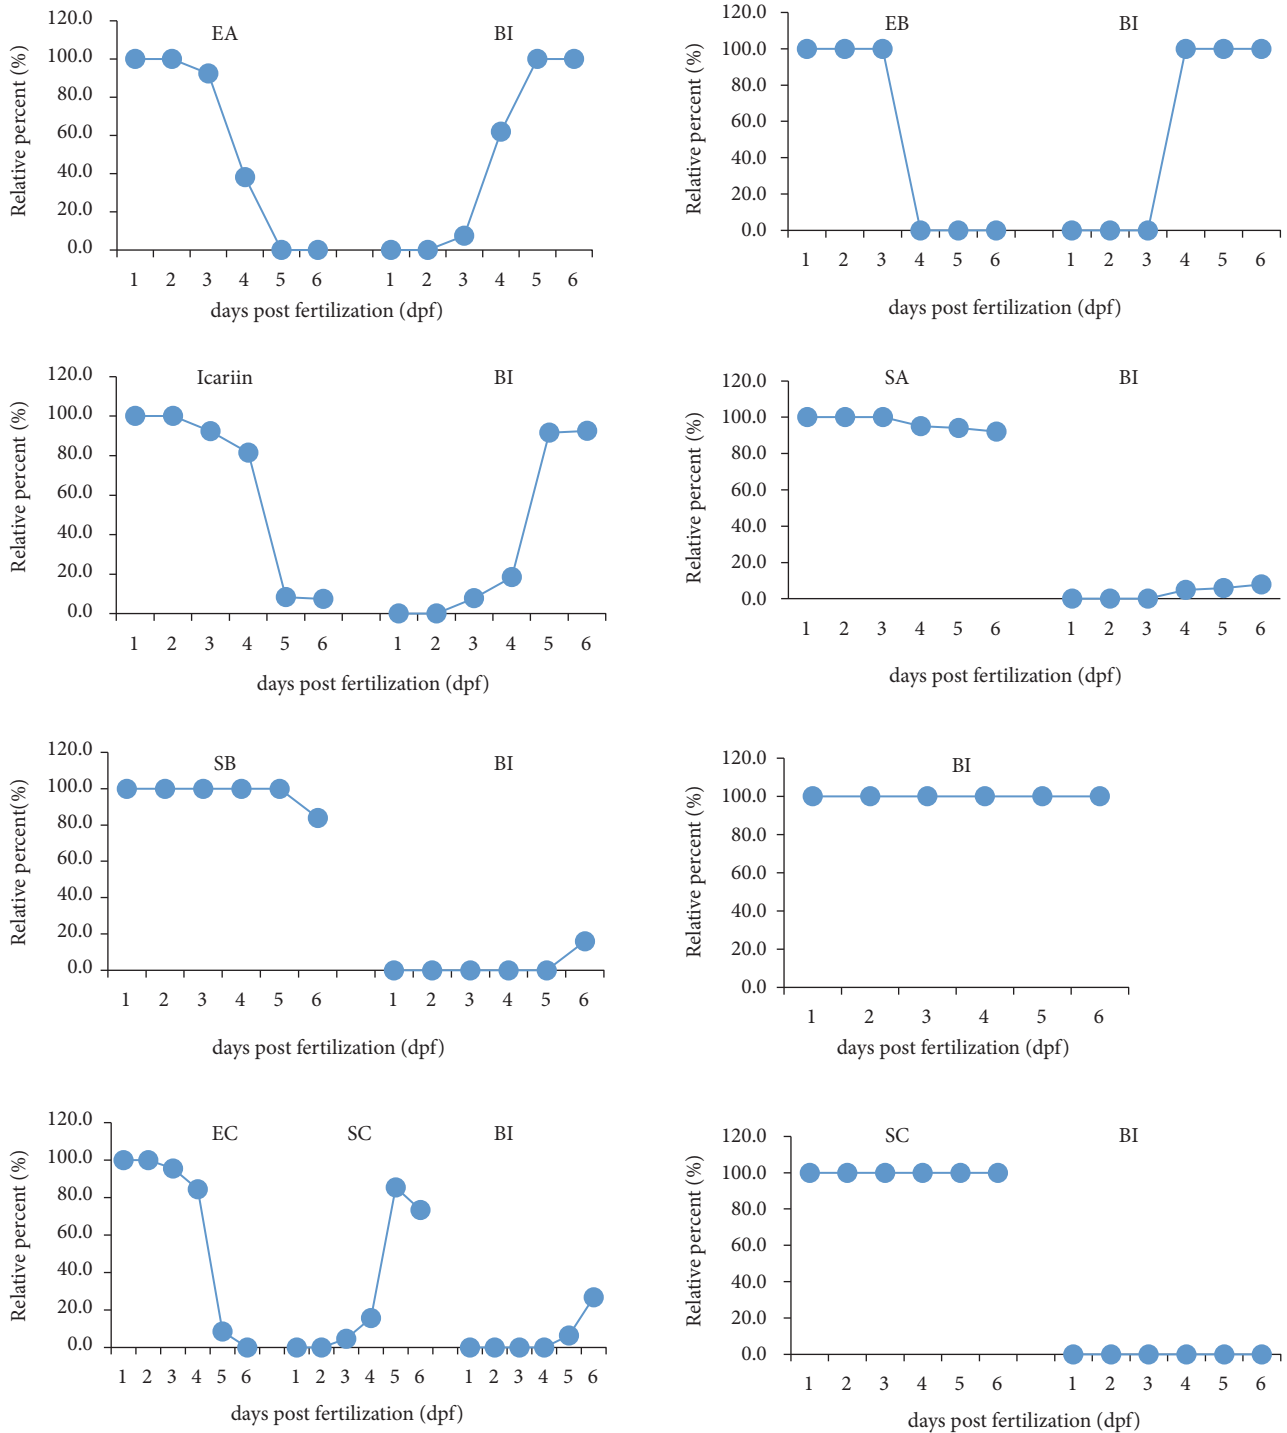 EA BI
120.0
100.0
80.0
60.0
40.0
20.0
0.0
Relative percent (%)
1 2 3 4 5 6 1 2 3 4 5 6
days post fertilization (dpf)
EB BI
120.0
100.0
80.0
60.0
40.0
20.0
0.0
Relative percent (%)
1 2 3 4 5 6 1 2 3 4 5 6
days post fertilization (dpf)
Icariin BI
120.0
100.0
80.0
60.0
40.0
20.0
0.0
Relative percent (%)
1 2 3 4 5 6 1 2 3 4 5 6
days post fertilization (dpf)
SA BI
120.0
100.0
80.0
60.0
40.0
20.0
0.0
Relative percent (%)
1 2 3 4 5 6 1 2 3 4 5 6
days post fertilization (dpf)
SB BI
120.0
100.0
80.0
60.0
40.0
20.0
0.0
Relative percent(%)
1 2 3 4 5 6 1 2 3 4 5 6
days post fertilization (dpf)
BI
120.0
100.0
80.0
60.0
40.0
20.0
0.0
Relative percent (%)
1 2 3 4 5 6
days post fertilization (dpf)
EC SC BI
120.0
100.0
80.0
60.0
40.0
20.0
0.0
Relative percent (%)
1 2 3 4 5 6 1 2 3 4 5 6 1 2 3 4 5 6
days post fertilization (dpf)
SC BI
120.0
100.0
80.0
60.0
40.0
20.0
0.0
Relative percent (%)
1 2 3 4 5 6 1 2 3 4 5 6
days post fertilization (dpf)